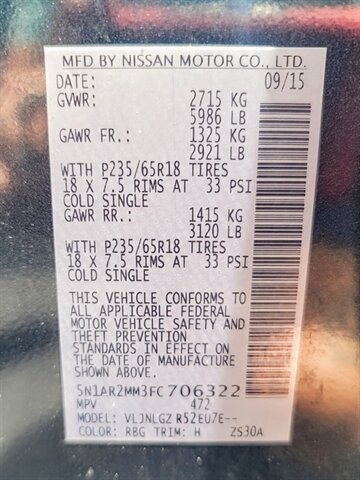 MFD BY NISSAN MOTOR CO., LTD.
DATE: 09/15
GVWR: 2715 KG
5986 LB
GAWR FR.: 1325 KG
2921 LB
WITH P235/65R18 TIRES
18 X 7.5 RIMS AT 33 PSI
COLD SINGLE
GAWR RR.: 1415 KG
3120 LB
WITH P235/65R18 TIRES
18 X 7.5 RIMS AT 33 PSI
COLD SINGLE
THIS VEHICLE CONFORMS TO
ALL APPLICABLE FEDERAL
MOTOR VEHICLE SAFETY AND
THEFT PREVENTION
STANDARDS IN EFFECT ON
THE DATE OF MANUFACTURE
SHOWN ABOVE.
5N1AR2MM3FC706322
MPV 472
MODEL: VLJNLGZ R52EU7E--
COLOR: RBG TRIM: H ZS30A